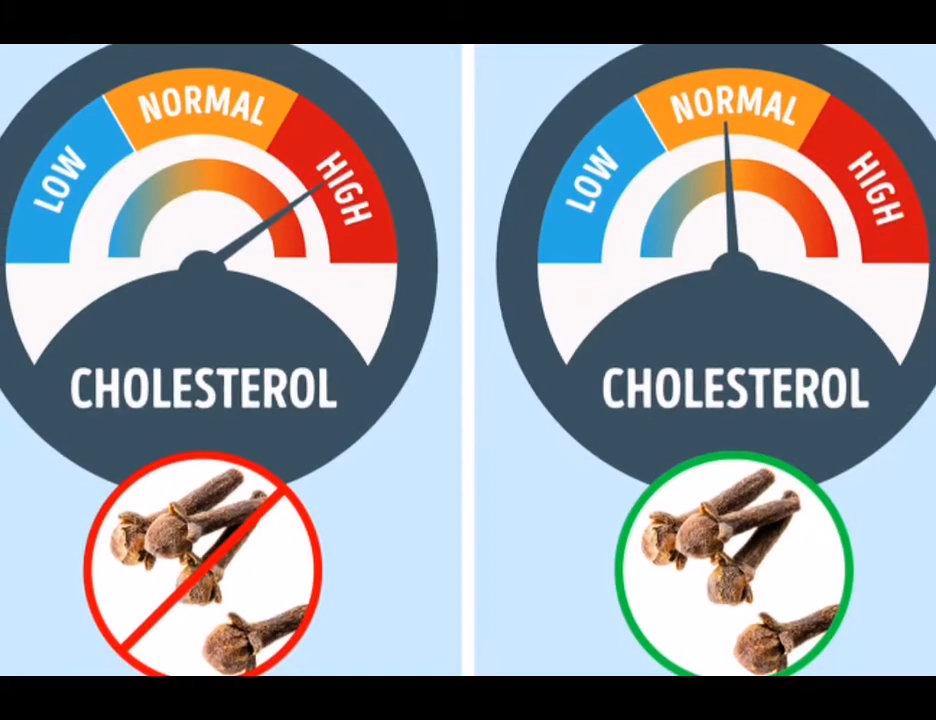 LOW
NORMAL
HIGH
CHOLESTEROL
LOW
NORMAL
HIGH
CHOLESTEROL